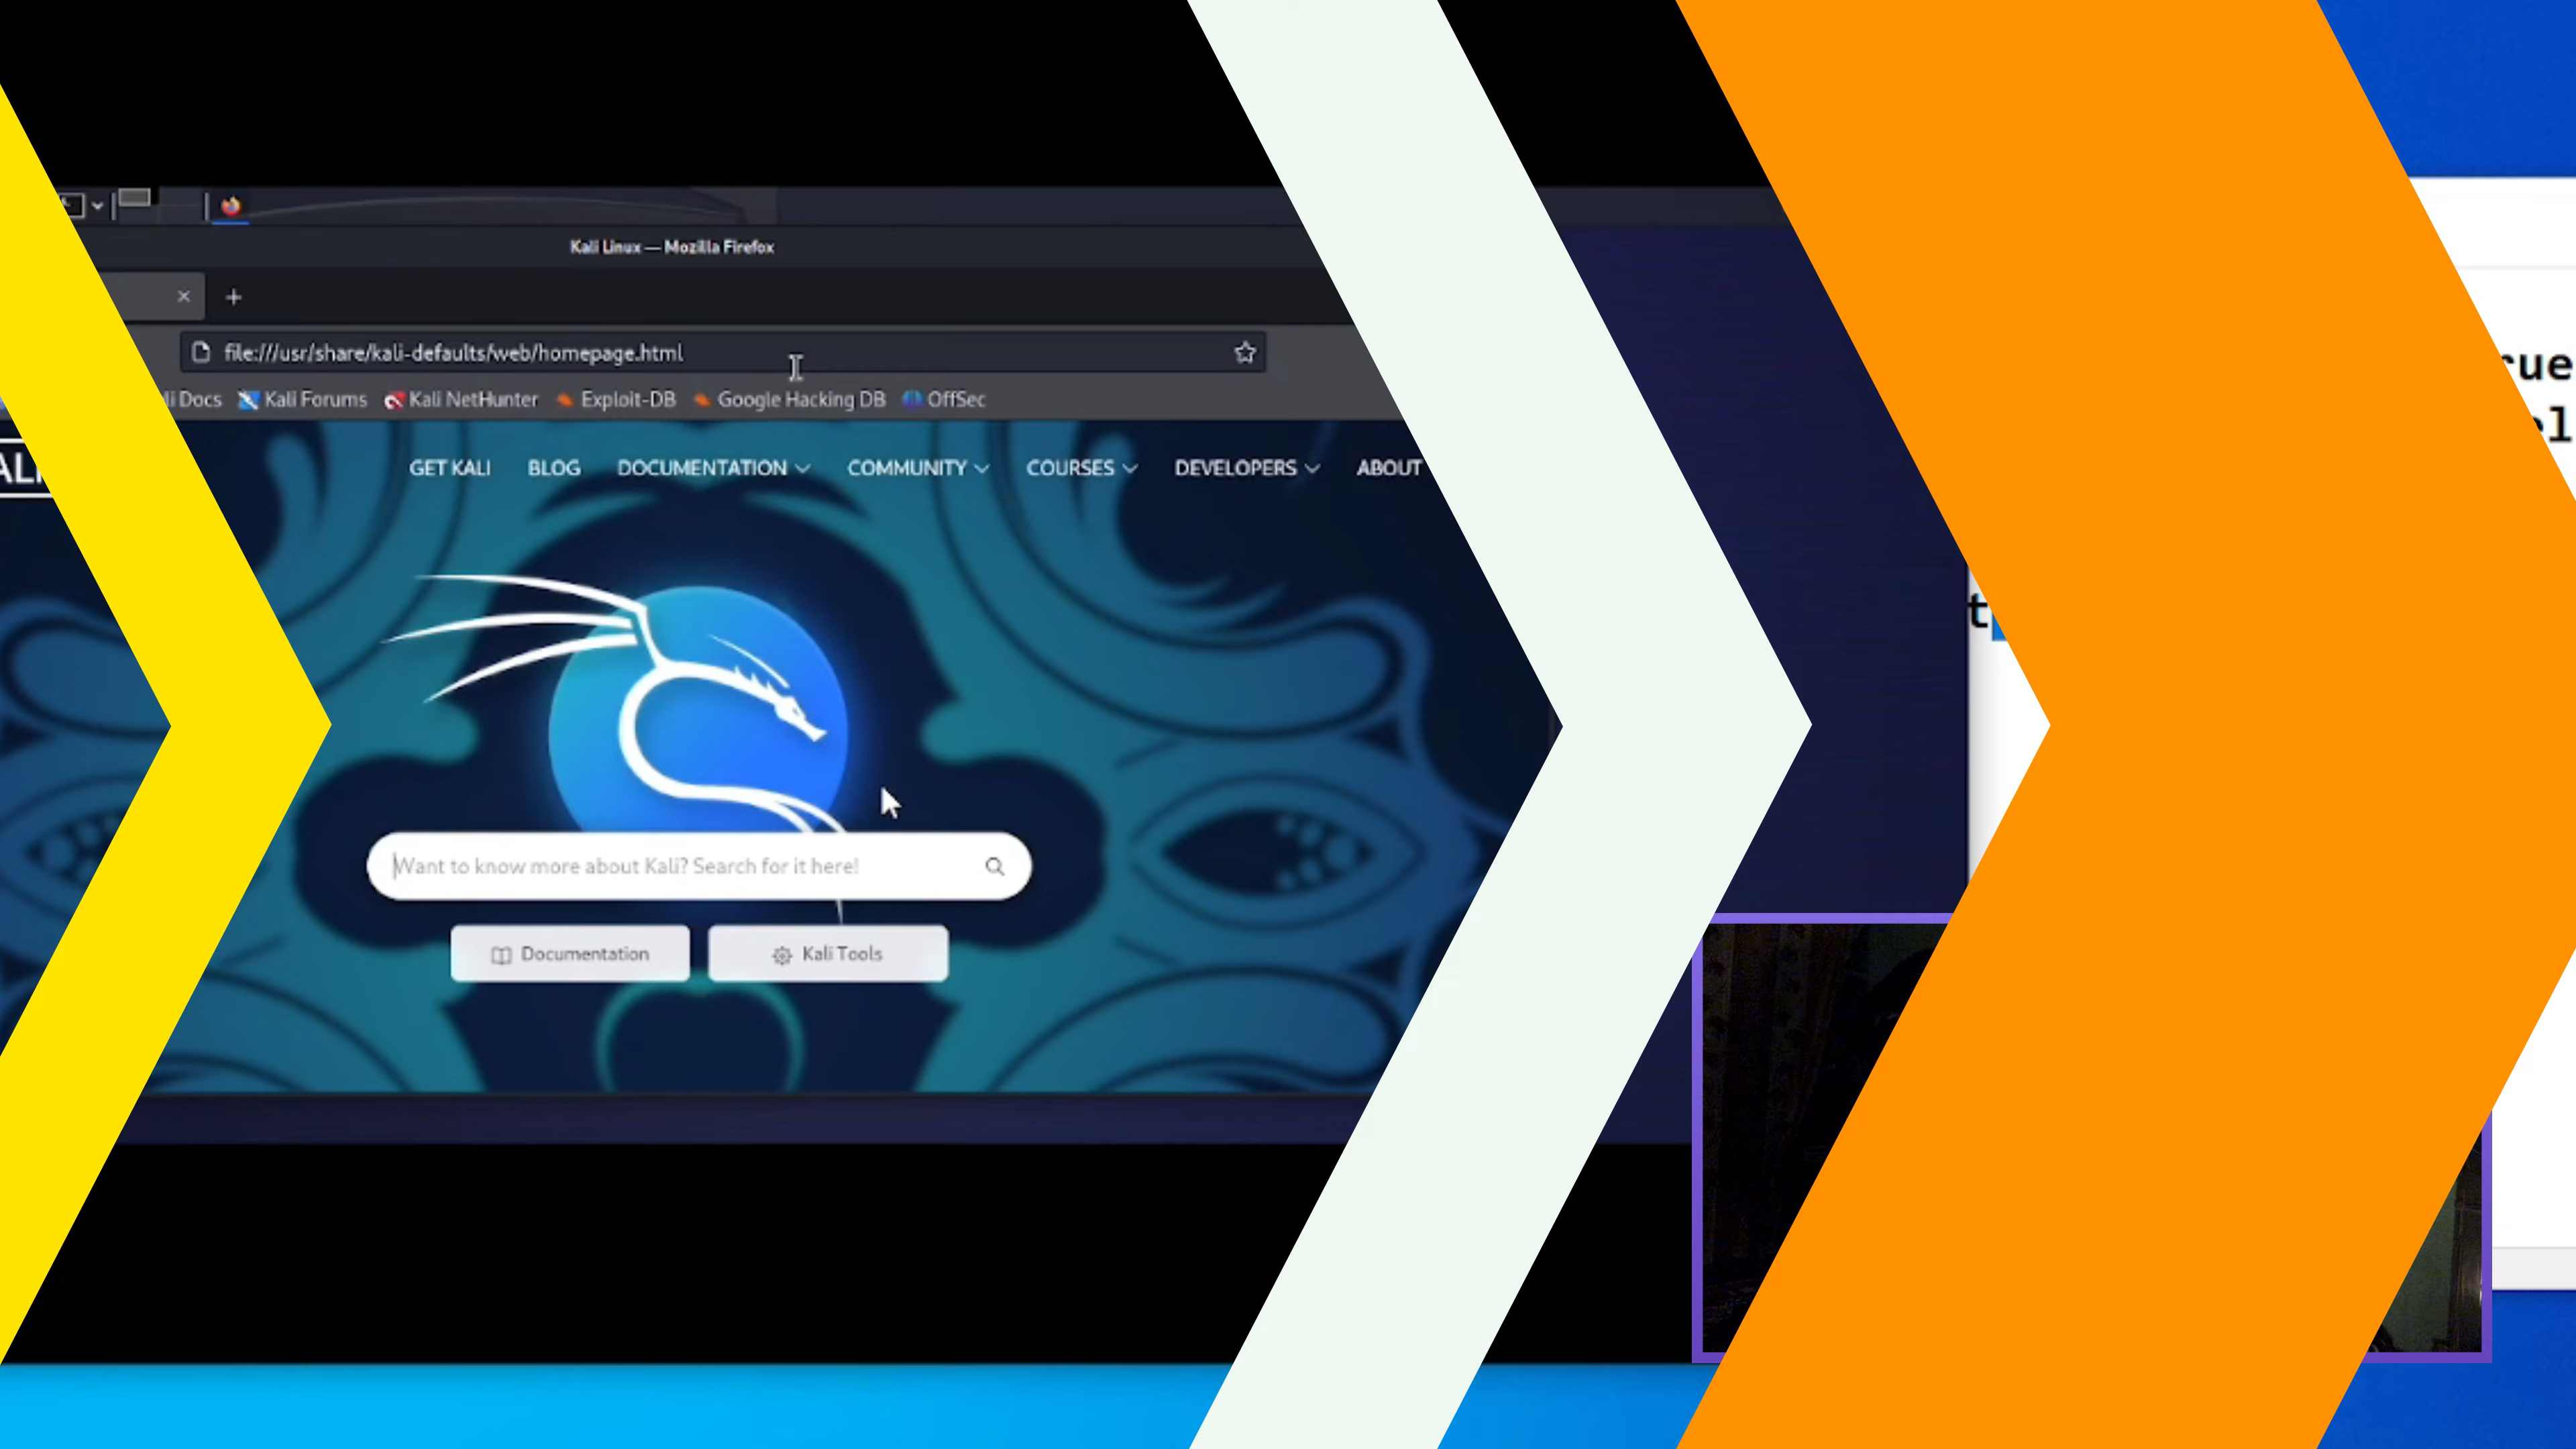 Kali Linux — Mozilla Firefox
file:///usr/share/kali-defaults/web/homepage.html
Docs Kali Forums Kali NetHunter Exploit-DB Google Hacking DB OffSec
GET KALI BLOG DOCUMENTATION COMMUNITY COURSES DEVELOPERS ABOUT
Want to know more about Kali? Search for it here!
Documentation Kali Tools